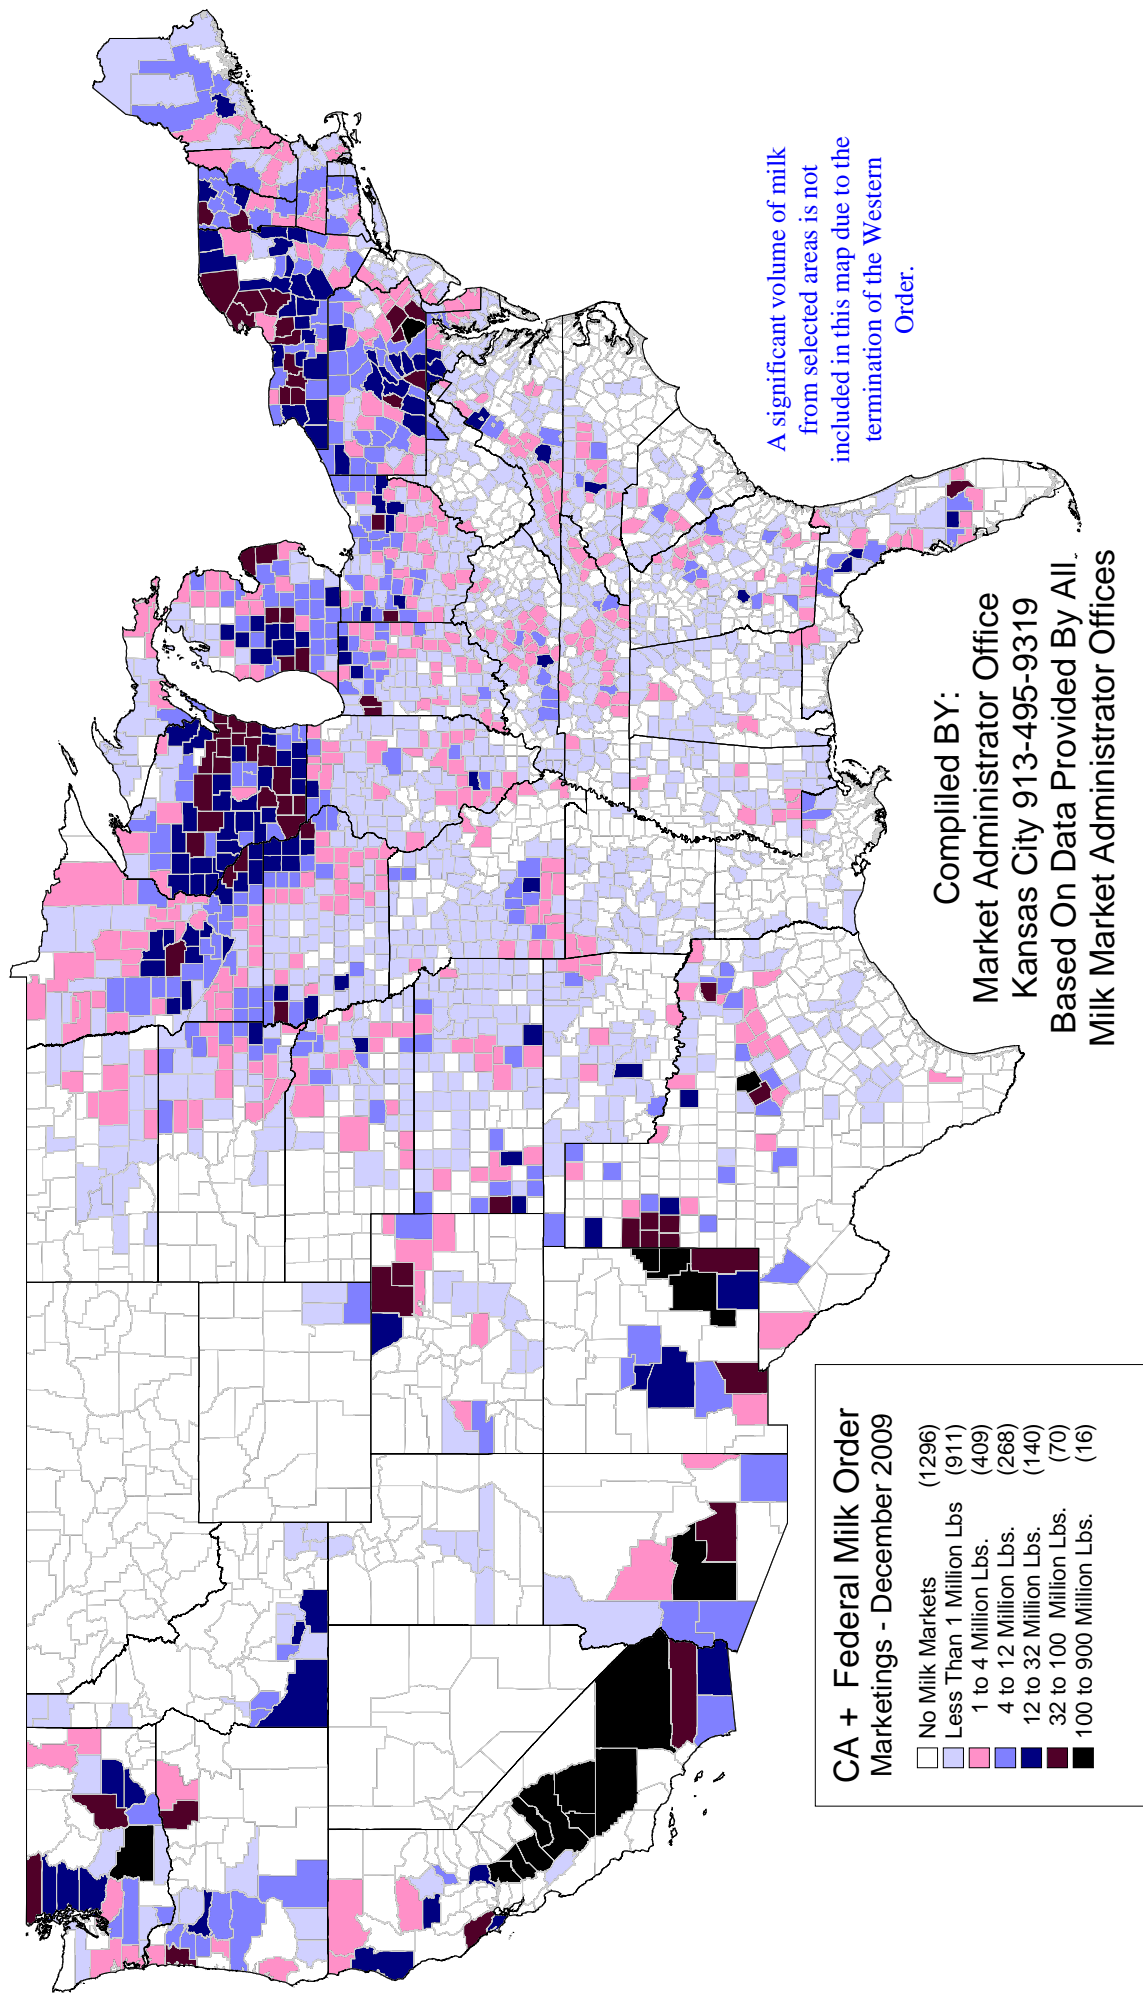 A significant volume of milk
from selected areas is not
included in this map due to the
termination of the Western
Order.
Compliled BY:
Market Administrator Office
Kansas City 913-495-9319
Based On Data Provided By All
Milk Market Administrator Offices
CA + Federal Milk Order
Marketings - December 2009
No Milk Markets (1296)
Less Than 1 Million Lbs (911)
1 to 4 Million Lbs. (409)
4 to 12 Million Lbs. (268)
12 to 32 Million Lbs. (140)
32 to 100 Million Lbs. (70)
100 to 900 Million Lbs. (16)